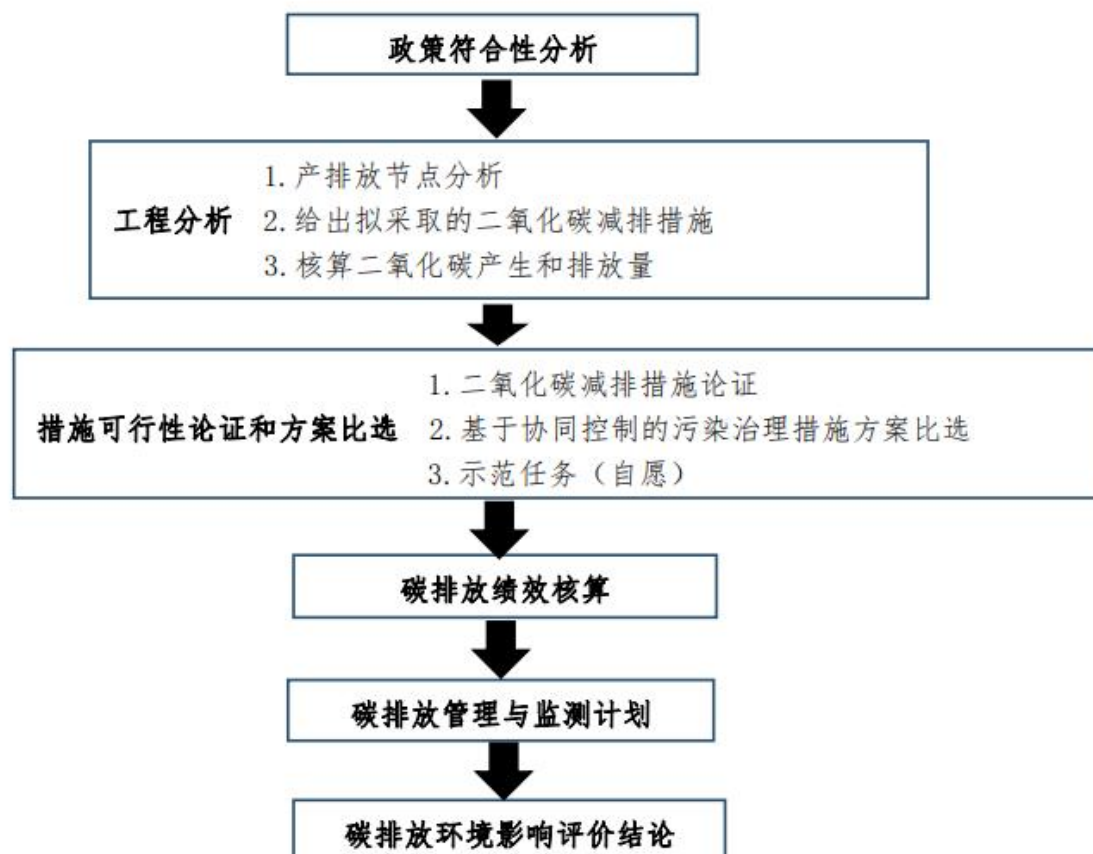 政策符合性分析
1.产排放节点分析
工程分析 2.给出拟采取的二氧化碳减排措施
3.核算二氧化碳产生和排放量
1.二氧化碳减排措施论证
措施可行性论证和方案比选 2.基于协同控制的污染治理措施方案比选
3.示范任务（自愿）
碳排放绩效核算
碳排放管理与监测计划
碳排放环境影响评价结论